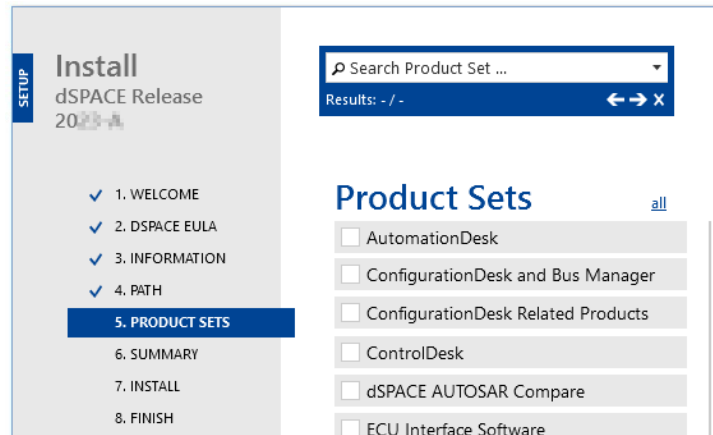 SETUP
Install
dSPACE Release
Search Product Set ...
Results: - / -
1. WELCOME
2. DSPACE EULA
3. INFORMATION
4. PATH
5. PRODUCT SETS
6. SUMMARY
7. INSTALL
8. FINISH
Product Sets
all
AutomationDesk
ConfigurationDesk and Bus Manager
ConfigurationDesk Related Products
ControlDesk
dSPACE AUTOSAR Compare
ECU Interface Software